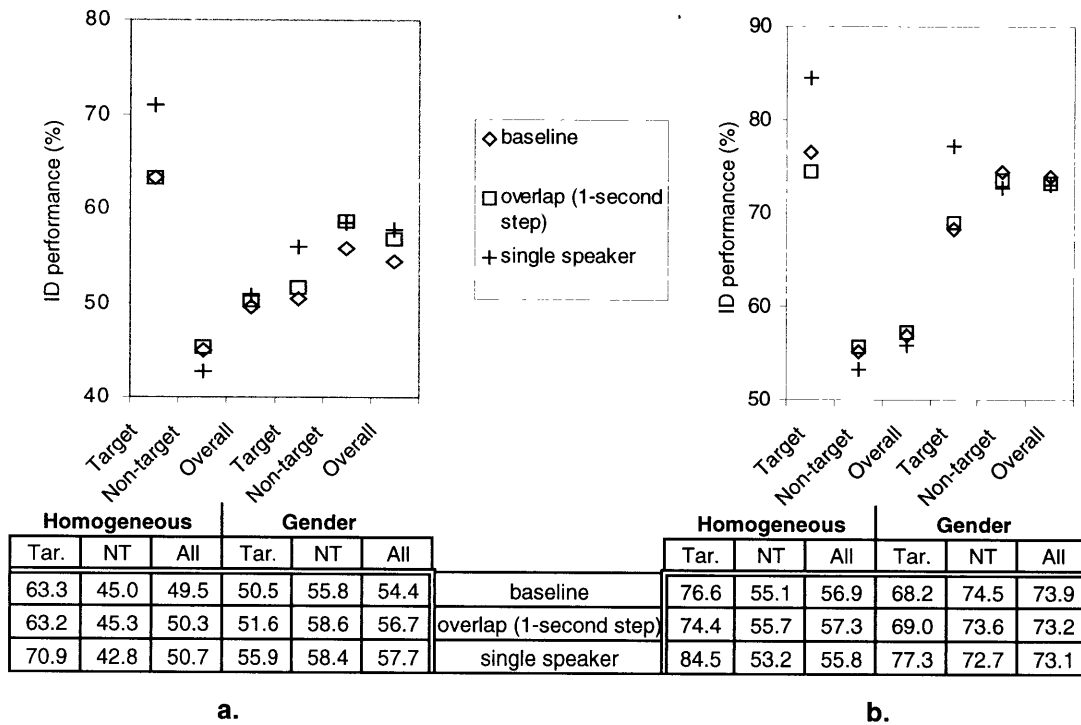 80
70
60
50
40
ID performance (%)
Target
Non-target
Overall
Target
Non-target
Overall
baseline
overlap (1-second
step)
single speaker
90
80
70
60
50
ID performancce (%)
Target
Non-target
Overall
Target
Non-target
Overall
Homogeneous Gender Homogeneous Gender
Tar. NT All Tar. NT All Tar. NT All Tar. NT All
63.3 45.0 49.5 50.5 55.8 54.4 baseline 76.6 55.1 56.9 68.2 74.5 73.9
63.2 45.3 50.3 51.6 58.6 56.7 overlap (1-second step) 74.4 55.7 57.3 69.0 73.6 73.2
70.9 42.8 50.7 55.9 58.4 57.7 single speaker 84.5 53.2 55.8 77.3 72.7 73.1
a. b.